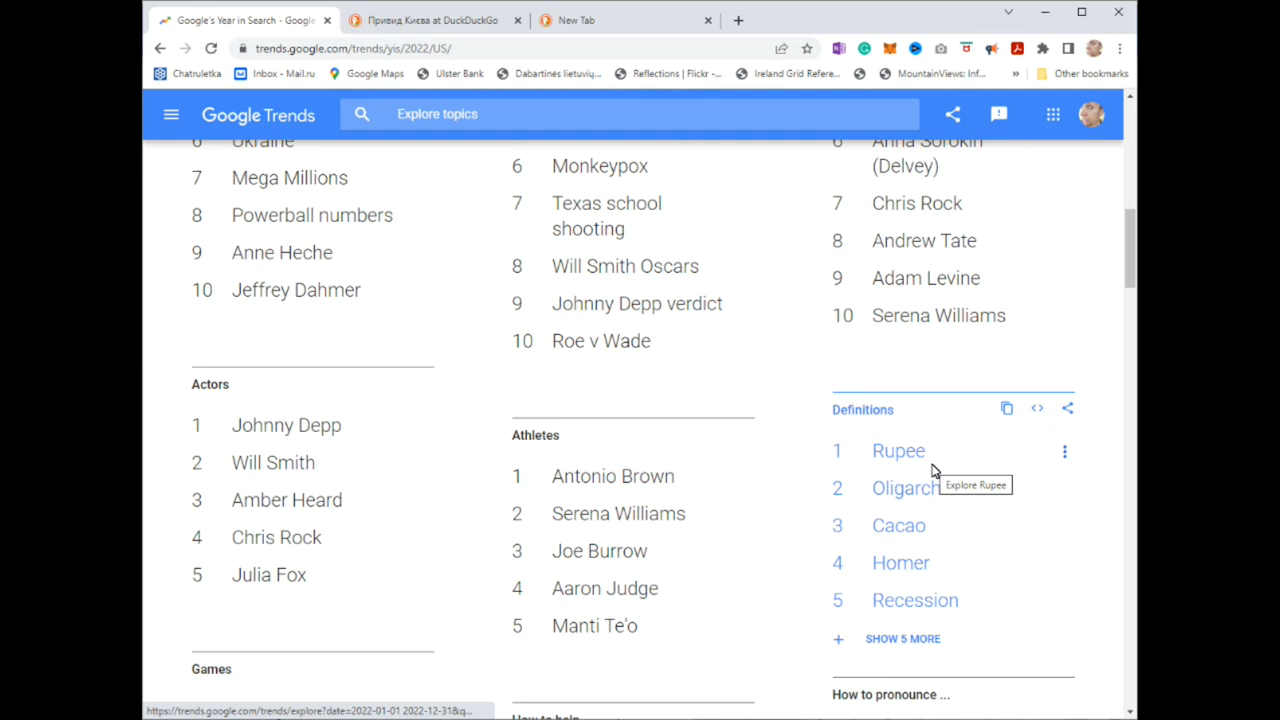 Google's Year in Search - Google
Привид Києва at DuckDuckGo
New Tab
trends.google.com/trends/yis/2022/US/
Chatruletka
Inbox - Mail.ru
Google Maps
Ulster Bank
Dabartinės lietuvių...
Reflections | Flickr -...
Ireland Grid Refere...
MountainViews: Inf...
»
Other bookmarks
Google Trends
Explore topics
6 Ukraine
7 Mega Millions
8 Powerball numbers
9 Anne Heche
10 Jeffrey Dahmer
6 Monkeypox
7 Texas school
shooting
8 Will Smith Oscars
9 Johnny Depp verdict
10 Roe v Wade
6 Anna Sorokin
(Delvey)
7 Chris Rock
8 Andrew Tate
9 Adam Levine
10 Serena Williams
Actors
1 Johnny Depp
2 Will Smith
3 Amber Heard
4 Chris Rock
5 Julia Fox
Athletes
1 Antonio Brown
2 Serena Williams
3 Joe Burrow
4 Aaron Judge
5 Manti Te'o
Definitions
1 Rupee
Explore Rupee
2 Oligarch
3 Cacao
4 Homer
5 Recession
+ SHOW 5 MORE
Games
How to help
How to pronounce ...
https://trends.google.com/trends/explore?date=2022-01-01 2022-12-31&q...